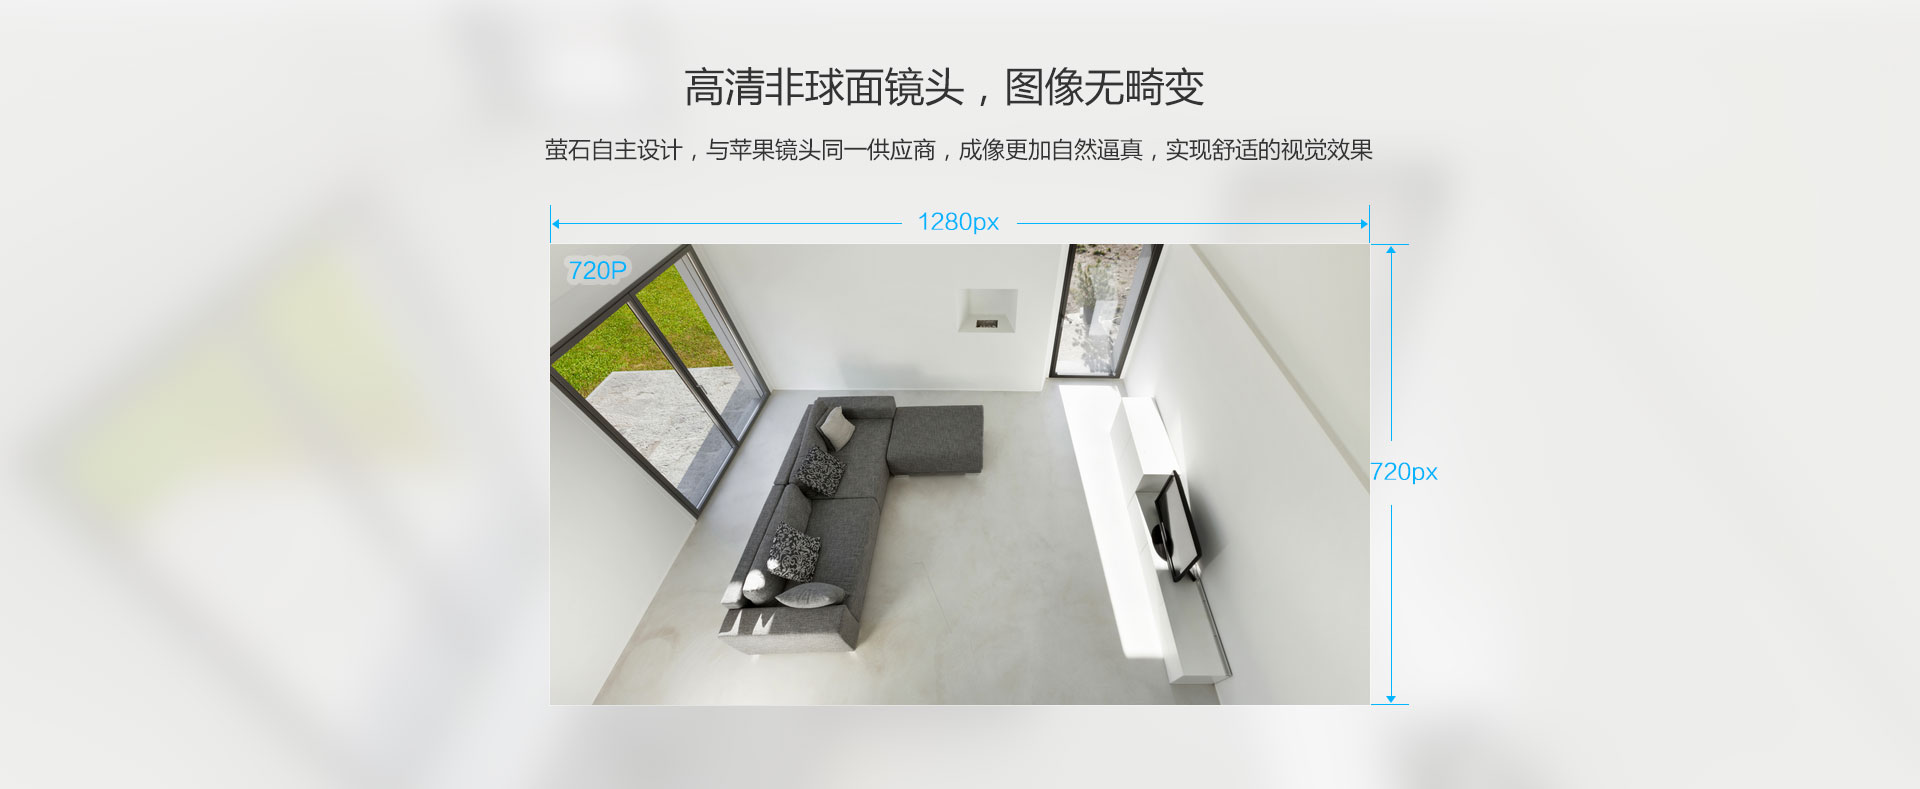 高清非球面镜头，图像无畸变
萤石自主设计，与苹果镜头同一供应商，成像更加自然逼真，实现舒适的视觉效果
1280px
720P
720px